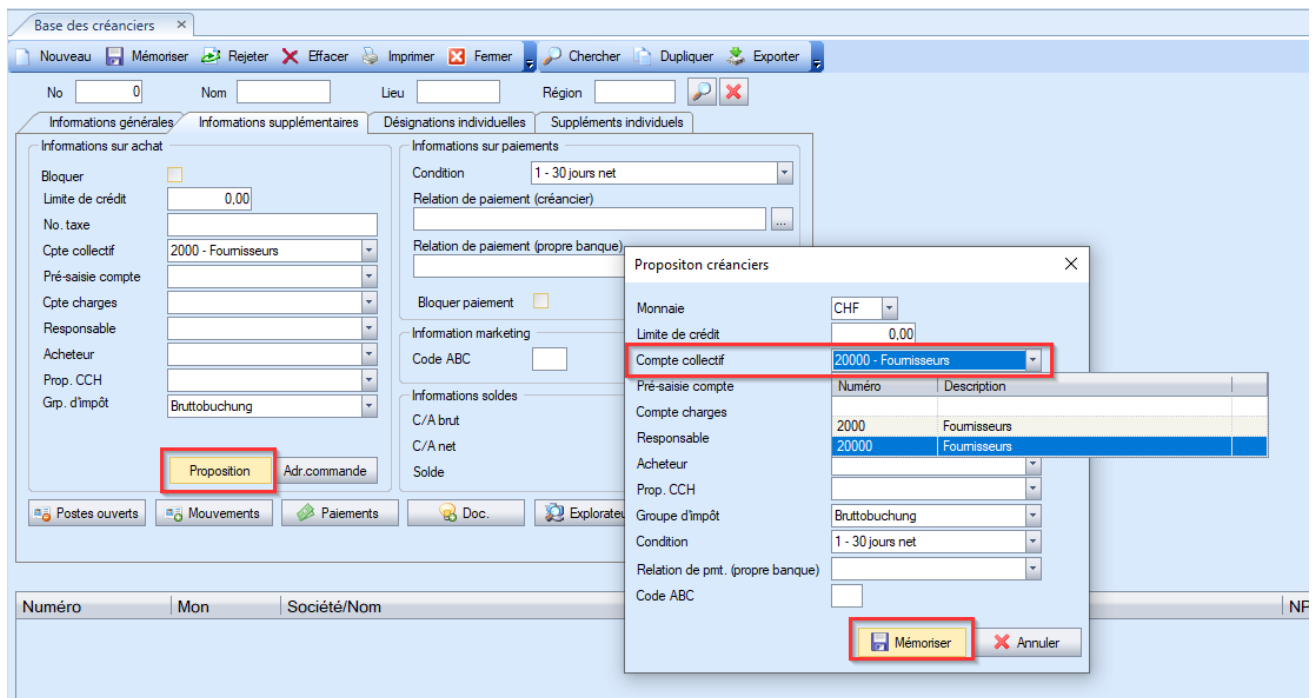 Base des créanciers ×
Nouveau Mémoriser Rejeter Effacer Imprimer Fermer Chercher Dupliquer Exporter
No 0 Nom Lieu Région
Informations générales Informations supplémentaires Désignations individuelles Suppléments individuels
Informations sur achat
Bloquer
Limite de crédit 0,00
No. taxe
Cpte collectif 2000 - Fournisseurs
Pré-saisie compte
Cpte charges
Responsable
Acheteur
Prop. CCH
Grp. d'impôt Bruttobuchung
Proposition Adr.commande
Informations sur paiements
Condition 1 - 30 jours net
Relation de paiement (créancier)
...
Relation de paiement (propre banque)
Bloquer paiement
Information marketing
Code ABC
Informations soldes
C/A brut
C/A net
Solde
Postes ouverts Mouvements Paiements Doc. Explorateu
Numéro Mon Société/Nom NP
Propositon créanciers
Monnaie CHF
Limite de crédit 0,00
Compte collectif 20000 - Fournisseurs
Pré-saisie compte
Numéro Description
Compte charges
2000 Fournisseurs
Responsable
20000 Fournisseurs
Acheteur
Prop. CCH
Groupe d'impôt Bruttobuchung
Condition 1 - 30 jours net
Relation de pmt. (propre banque)
Code ABC
Mémoriser Annuler